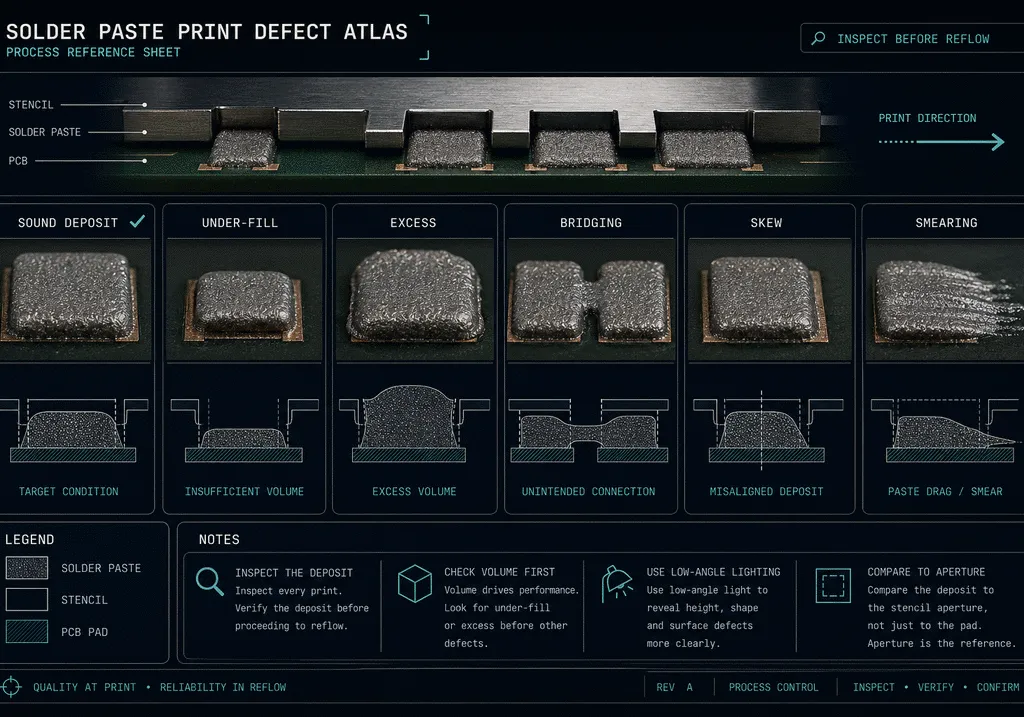 SOLDER PASTE PRINT DEFECT ATLAS
PROCESS REFERENCE SHEET
INSPECT BEFORE REFLOW
STENCIL
SOLDER PASTE
PCB
PRINT DIRECTION
SOUND DEPOSIT
UNDER-FILL
EXCESS
BRIDGING
SKEW
SMEARING
TARGET CONDITION
INSUFFICIENT VOLUME
EXCESS VOLUME
UNINTENDED CONNECTION
MISALIGNED DEPOSIT
PASTE DRAG / SMEAR
LEGEND
SOLDER PASTE
STENCIL
PCB PAD
NOTES
INSPECT THE DEPOSIT
Inspect every print.
Verify the deposit before
proceeding to reflow.
CHECK VOLUME FIRST
Volume drives performance.
Look for under-fill
or excess before other
defects.
USE LOW-ANGLE LIGHTING
Use low-angle light to
reveal height, shape
and surface defects
more clearly.
COMPARE TO APERTURE
Compare the deposit to
the stencil aperture,
not just to the pad.
Aperture is the reference.
QUALITY AT PRINT • RELIABILITY IN REFLOW
REV A
PROCESS CONTROL
INSPECT • VERIFY • CONFIRM